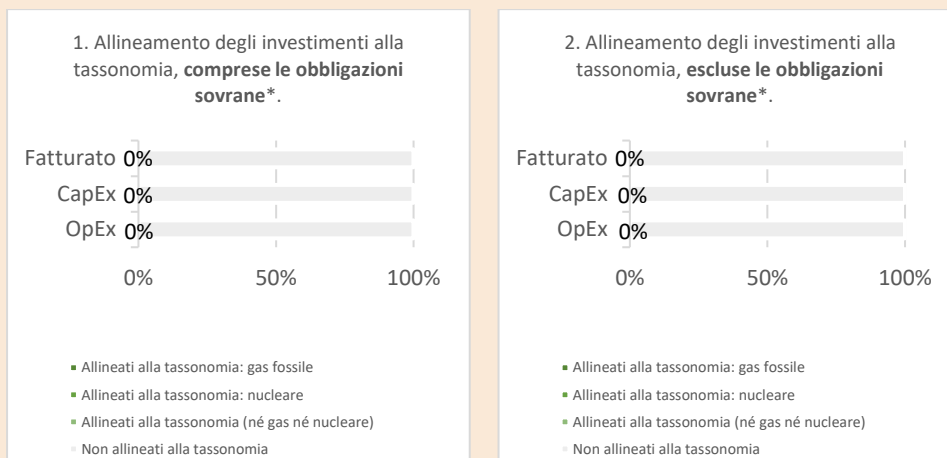 1. Allineamento degli investimenti alla
tassonomia, comprese le obbligazioni
sovrane*.
Fatturato 0%
CapEx 0%
OpEx 0%
0% 50% 100%
Allineati alla tassonomia: gas fossile
Allineati alla tassonomia: nucleare
Allineati alla tassonomia (né gas né nucleare)
Non allineati alla tassonomia
2. Allineamento degli investimenti alla
tassonomia, escluse le obbligazioni
sovrane*.
Fatturato 0%
CapEx 0%
OpEx 0%
0% 50% 100%
Allineati alla tassonomia: gas fossile
Allineati alla tassonomia: nucleare
Allineati alla tassonomia (né gas né nucleare)
Non allineati alla tassonomia